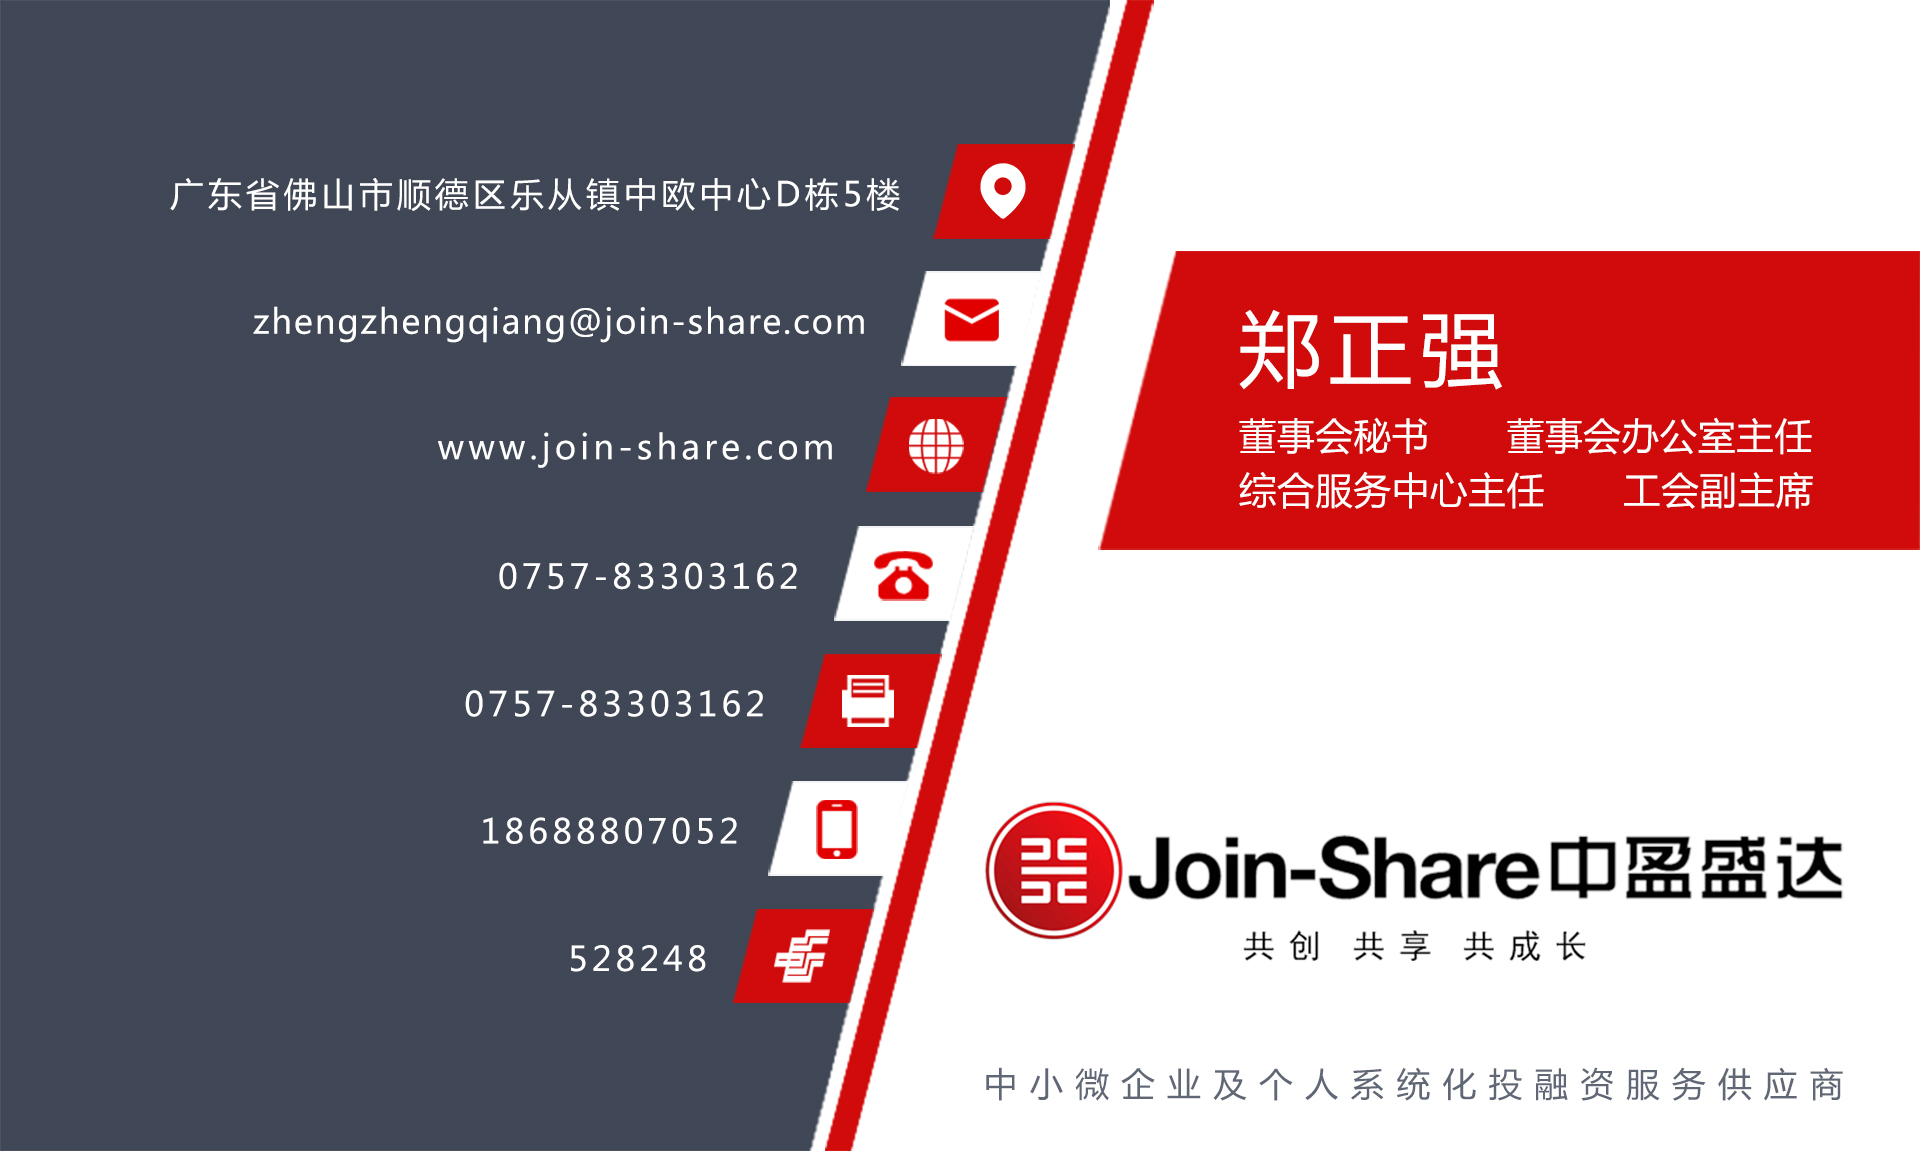 广东省佛山市顺德区乐从镇中欧中心D栋5楼
zhengzhengqiang@join-share.com
www.join-share.com
0757-83303162
0757-83303162
18688807052
528248
郑正强
董事会秘书 董事会办公室主任
综合服务中心主任 工会副主席
Join-Share中盈盛达
共创 共享 共成长
中小微企业及个人系统化投融资服务供应商